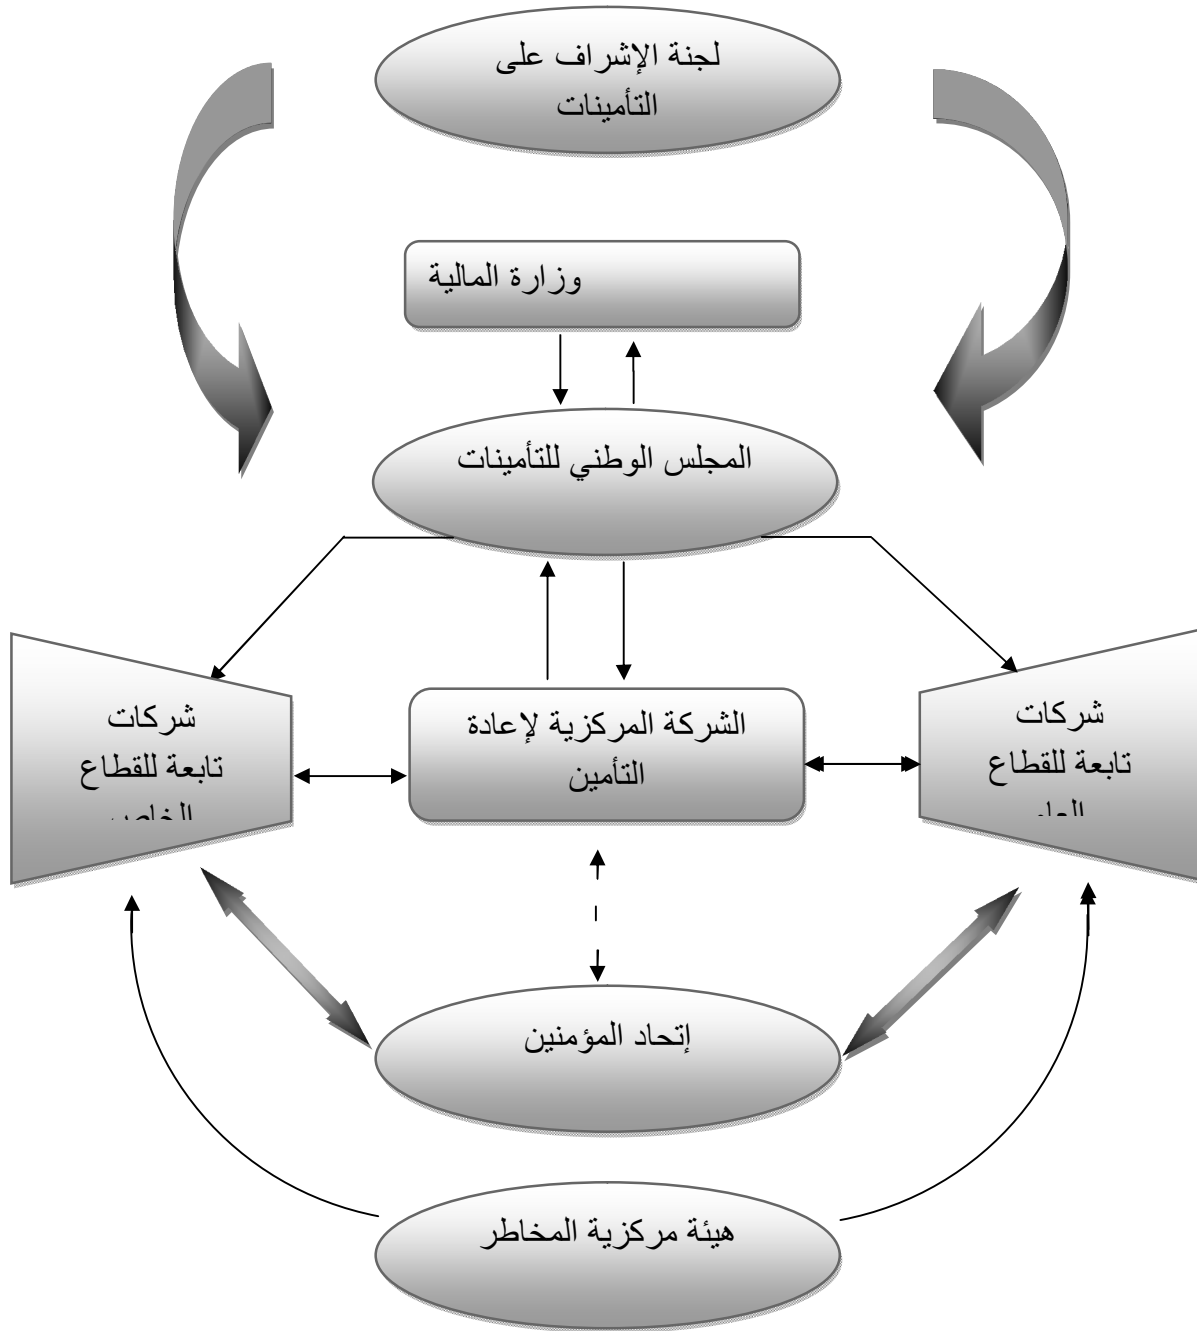 لجنة الإشراف على
التأمينات
وزارة المالية
المجلس الوطني للتأمينات
شركات
تابعة للقطاع
الشركة المركزية لإعادة
التأمين
شركات
تابعة للقطاع
إتحاد المؤمنين
هيئة مركزية المخاطر